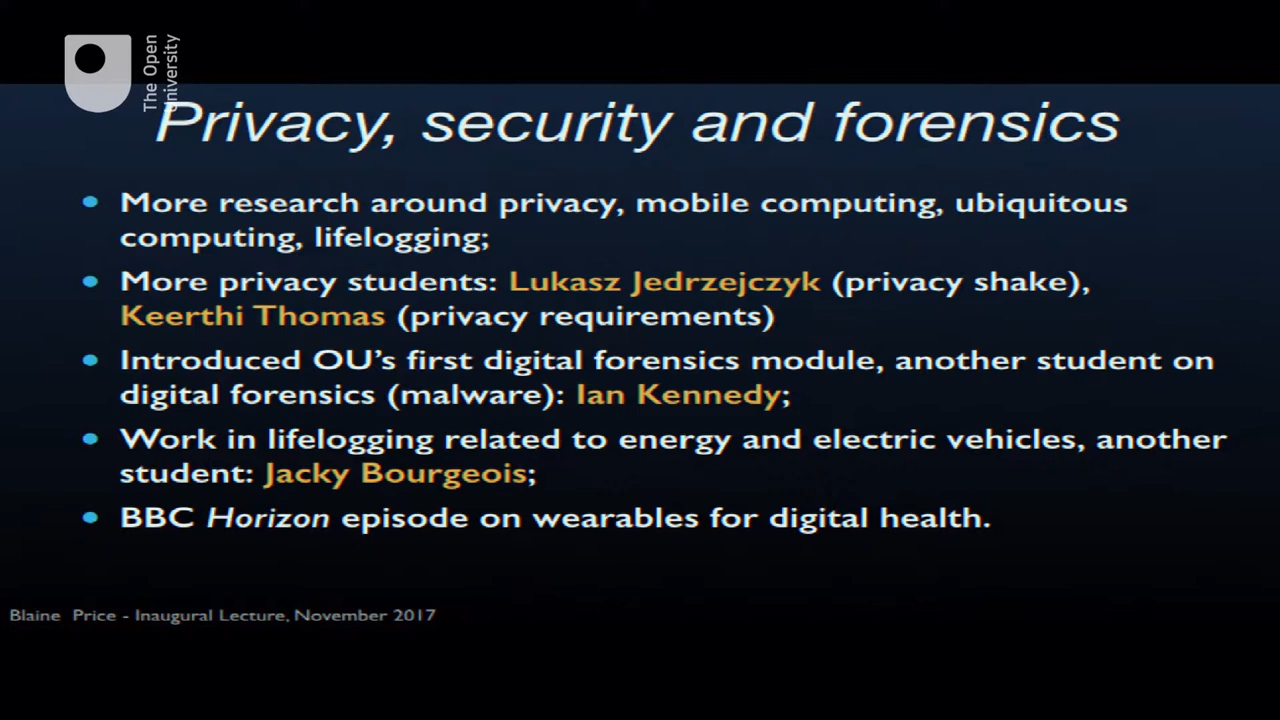 The Open
University
Privacy, security and forensics
More research around privacy, mobile computing, ubiquitous
computing, lifelogging;
More privacy students: Lukasz Jedrzejczyk (privacy shake),
Keerthi Thomas (privacy requirements)
Introduced OU’s first digital forensics module, another student on
digital forensics (malware): Ian Kennedy;
Work in lifelogging related to energy and electric vehicles, another
student: Jacky Bourgeois;
BBC Horizon episode on wearables for digital health.
Blaine Price - Inaugural Lecture, November 2017